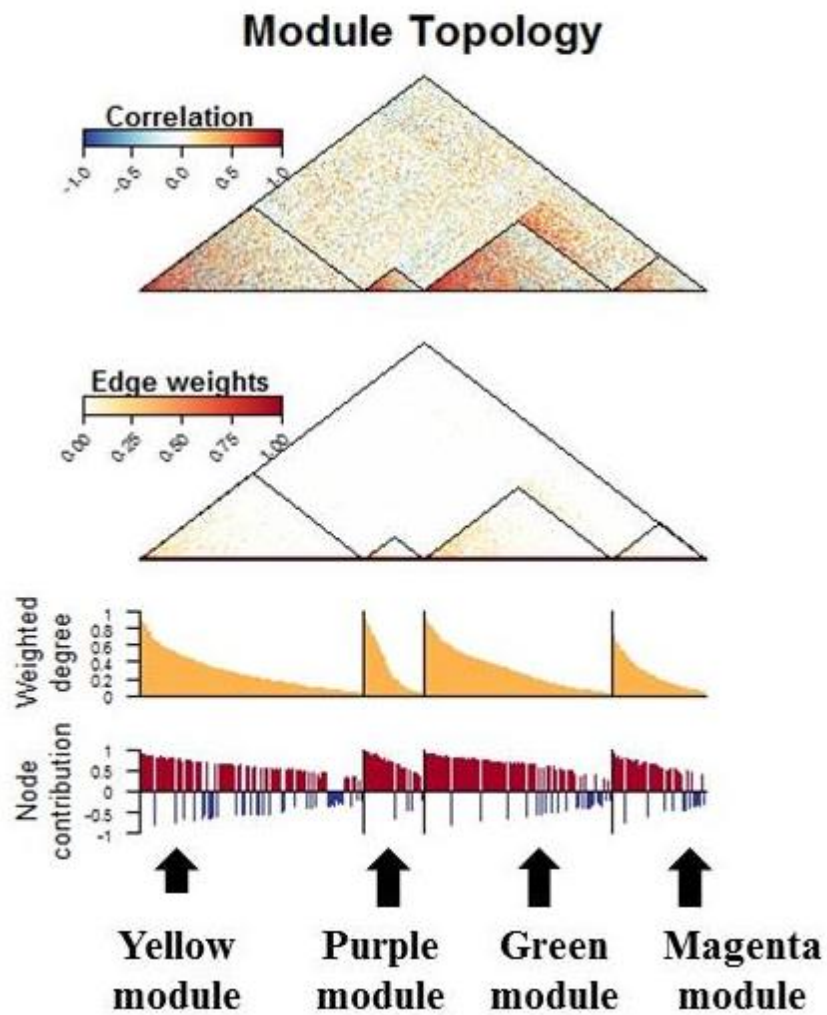 Module Topology
Correlation
-1.0 -0.5 0.0 0.5 1.0
Edge weights
0.00 0.25 0.50 0.75 1.00
Weighted
degree
1
0.8
0.6
0.4
0.2
0
Node
contribution
1
0.5
0
-0.5
-1
Yellow module
Purple module
Green module
Magenta module